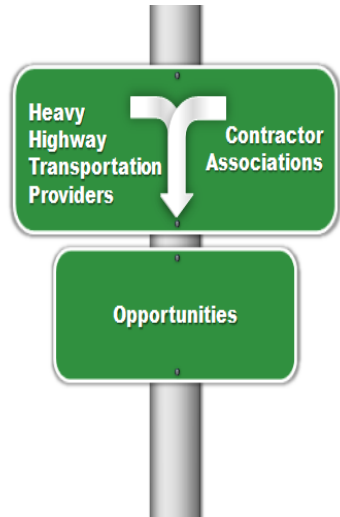 Heavy
Highway
Transportation
Providers
Contractor
Associations
Opportunities